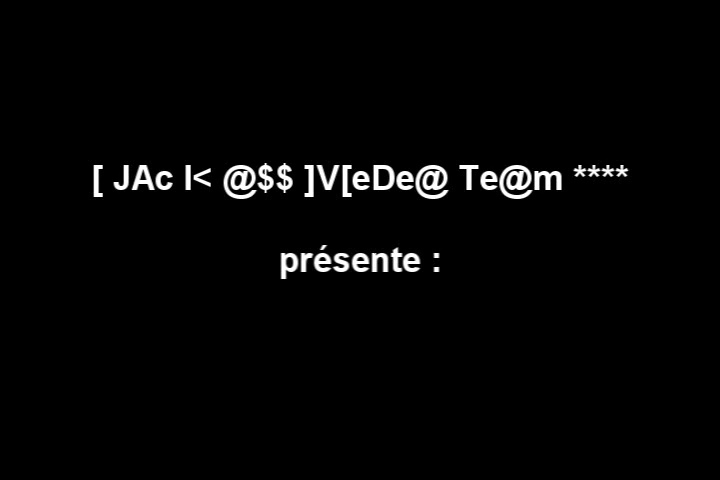 [ JAc I< @$$ ]V[eDe@ Te@m ****
présente :